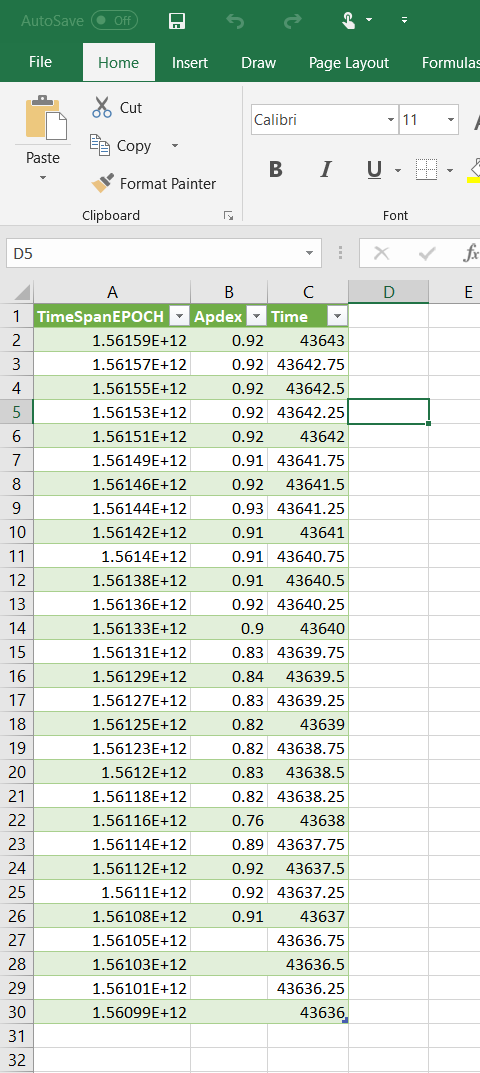 AutoSave Off
File Home Insert Draw Page Layout Formulas
Cut
Copy
Paste
Format Painter
Clipboard
Calibri 11
B I U
Font
D5 fx
A B C D E
1 TimeSpanEPOCH Apdex Time
2 1.56159E+12 0.92 43643
3 1.56157E+12 0.92 43642.75
4 1.56155E+12 0.92 43642.5
5 1.56153E+12 0.92 43642.25
6 1.56151E+12 0.92 43642
7 1.56149E+12 0.91 43641.75
8 1.56146E+12 0.92 43641.5
9 1.56144E+12 0.93 43641.25
10 1.56142E+12 0.91 43641
11 1.5614E+12 0.91 43640.75
12 1.56138E+12 0.91 43640.5
13 1.56136E+12 0.92 43640.25
14 1.56133E+12 0.9 43640
15 1.56131E+12 0.83 43639.75
16 1.56129E+12 0.84 43639.5
17 1.56127E+12 0.83 43639.25
18 1.56125E+12 0.82 43639
19 1.56123E+12 0.82 43638.75
20 1.5612E+12 0.83 43638.5
21 1.56118E+12 0.82 43638.25
22 1.56116E+12 0.76 43638
23 1.56114E+12 0.89 43637.75
24 1.56112E+12 0.92 43637.5
25 1.5611E+12 0.92 43637.25
26 1.56108E+12 0.91 43637
27 1.56105E+12 43636.75
28 1.56103E+12 43636.5
29 1.56101E+12 43636.25
30 1.56099E+12 43636
31
32